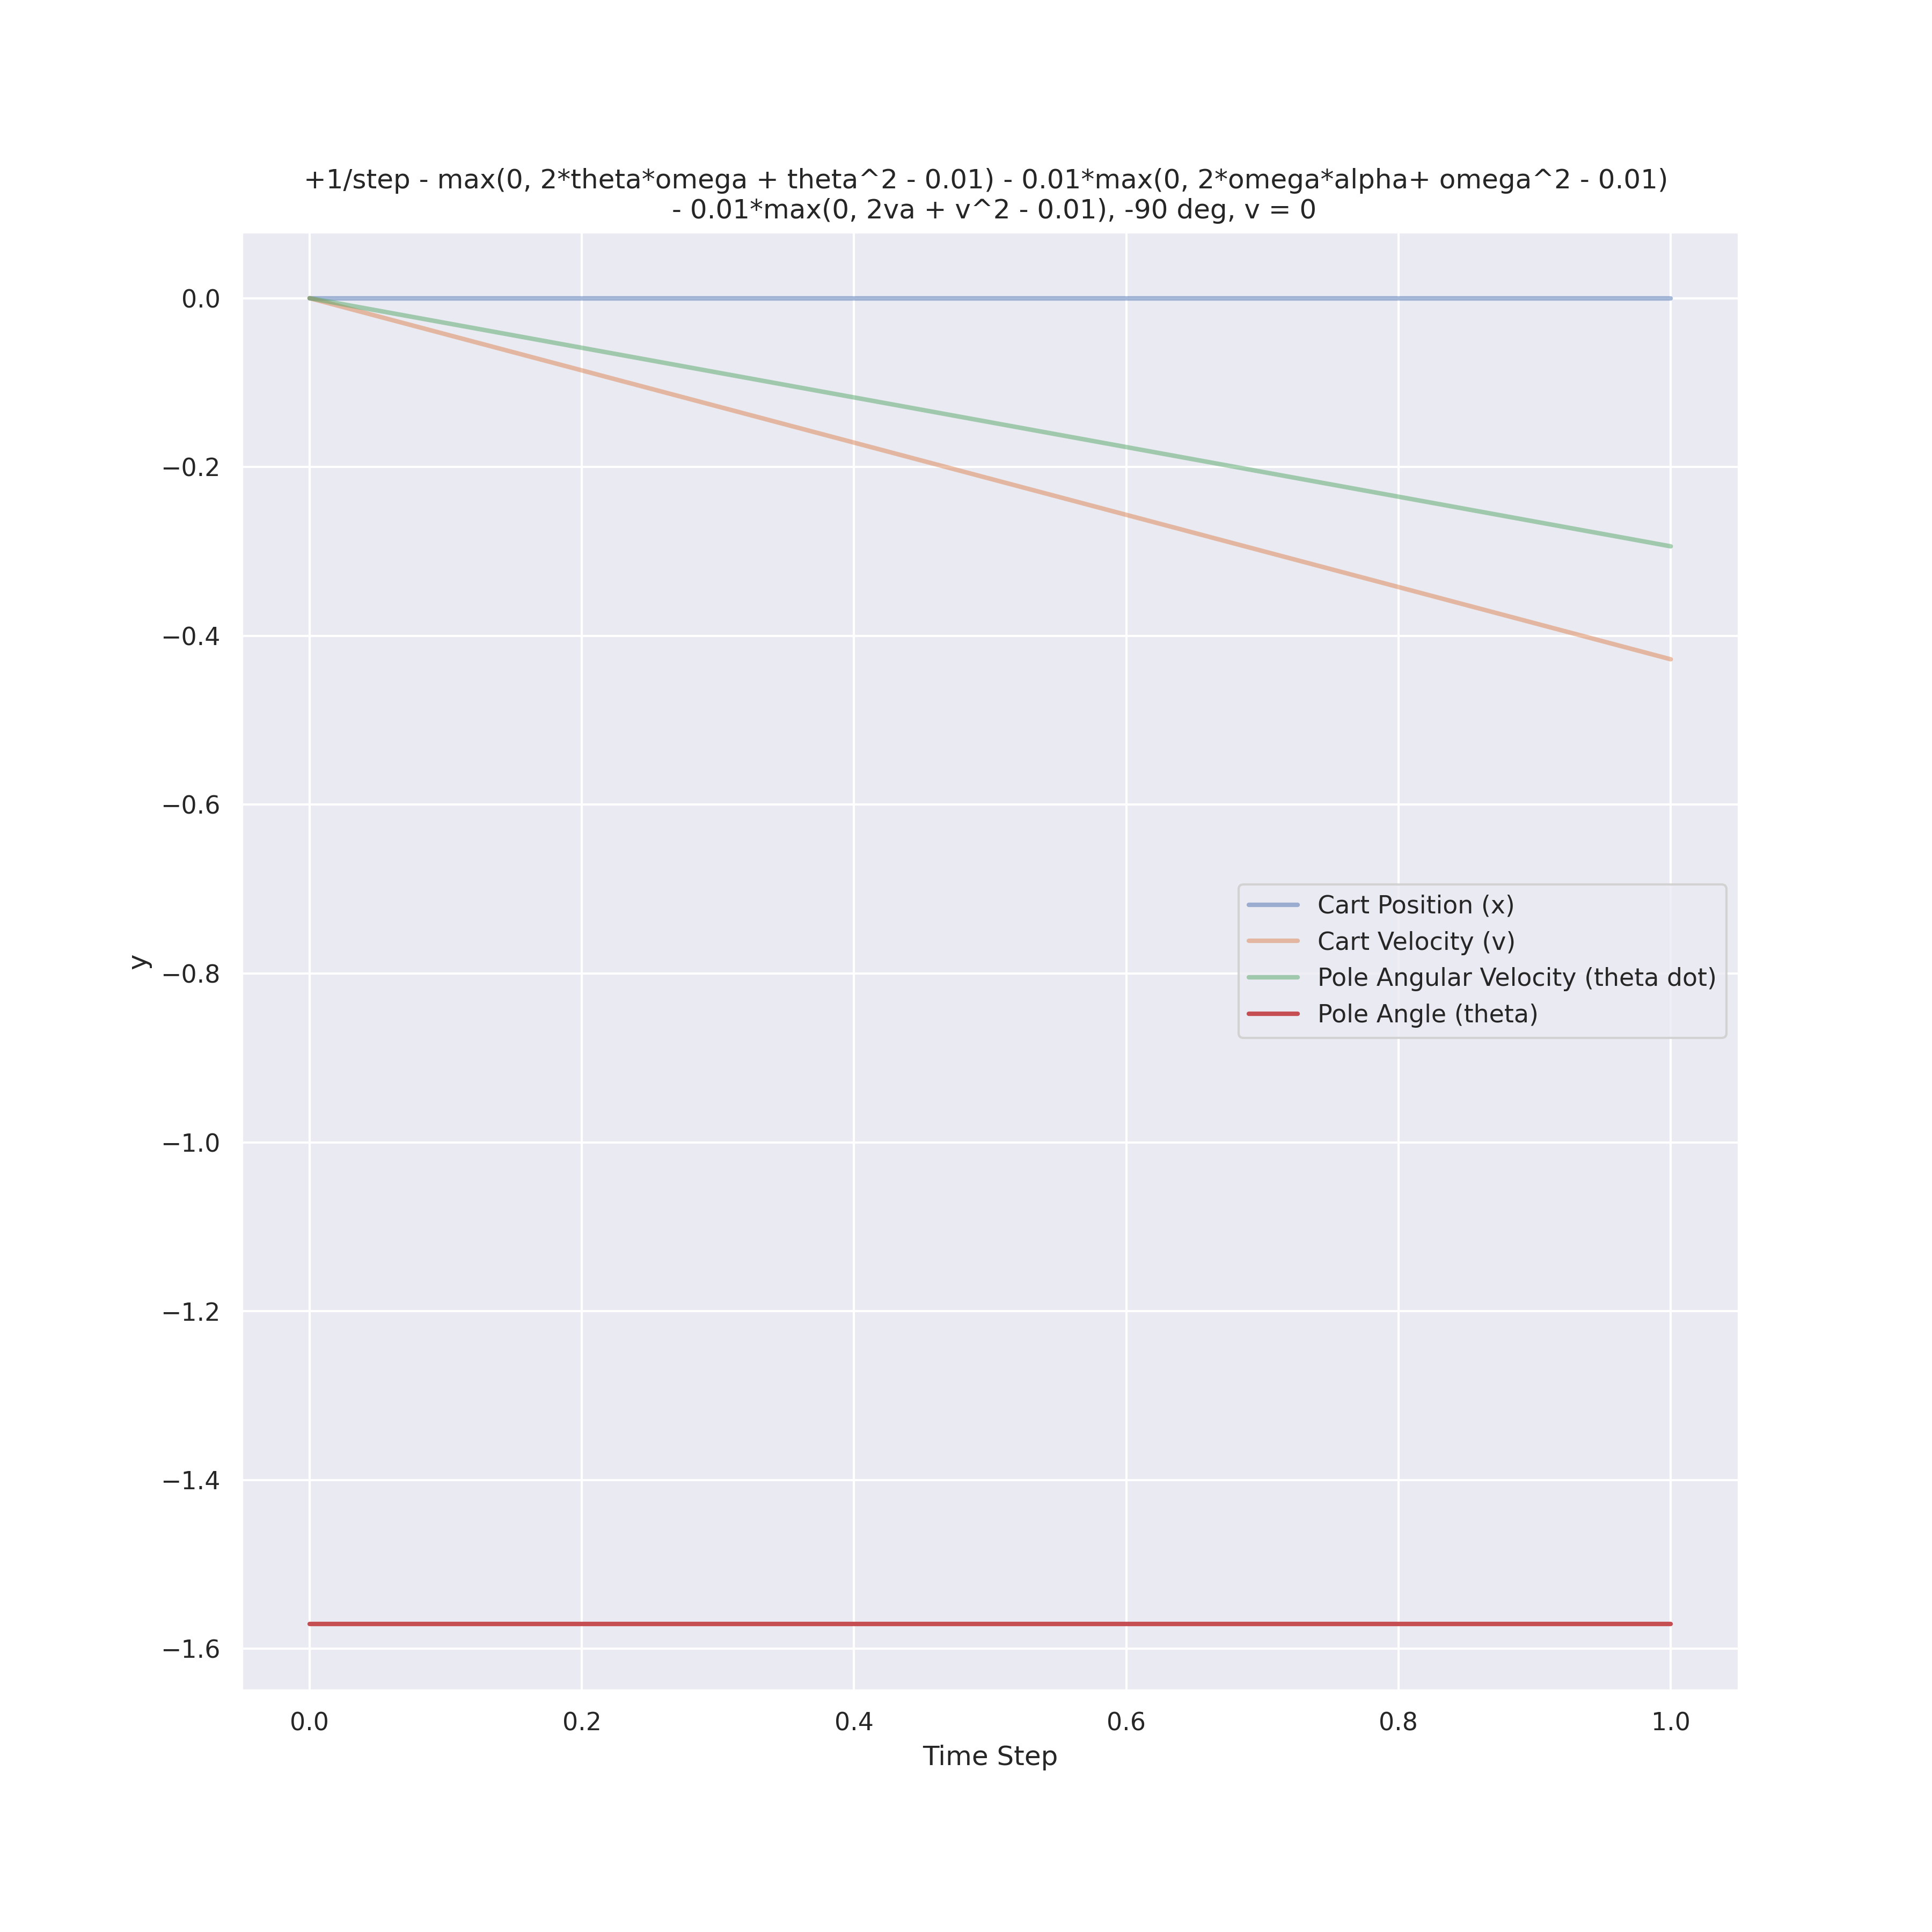 +1/step - max(0, 2*theta*omega + theta^2 - 0.01) - 0.01*max(0, 2*omega*alpha+ omega^2 - 0.01)
- 0.01*max(0, 2va + v^2 - 0.01), -90 deg, v = 0
0.0
−0.2
−0.4
−0.6
−0.8
−1.0
−1.2
−1.4
−1.6
y
Cart Position (x)
Cart Velocity (v)
Pole Angular Velocity (theta dot)
Pole Angle (theta)
0.0 0.2 0.4 0.6 0.8 1.0
Time Step